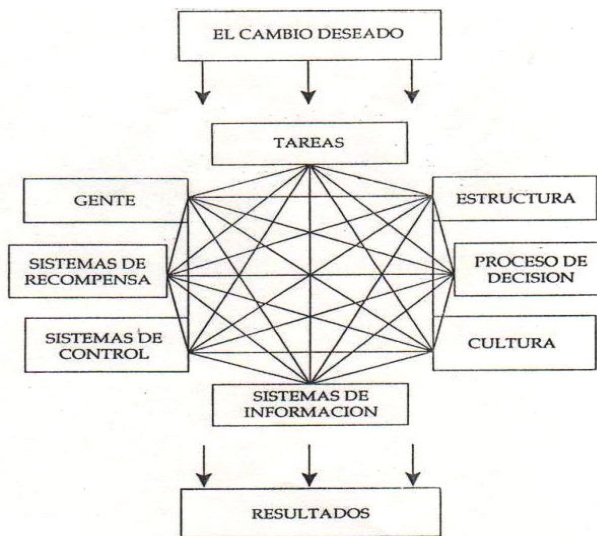 EL CAMBIO DESEADO
TAREAS
GENTE
ESTRUCTURA
SISTEMAS DE
RECOMPENSA
PROCESO DE
DECISION
SISTEMAS DE
CONTROL
CULTURA
SISTEMAS DE
INFORMACION
RESULTADOS